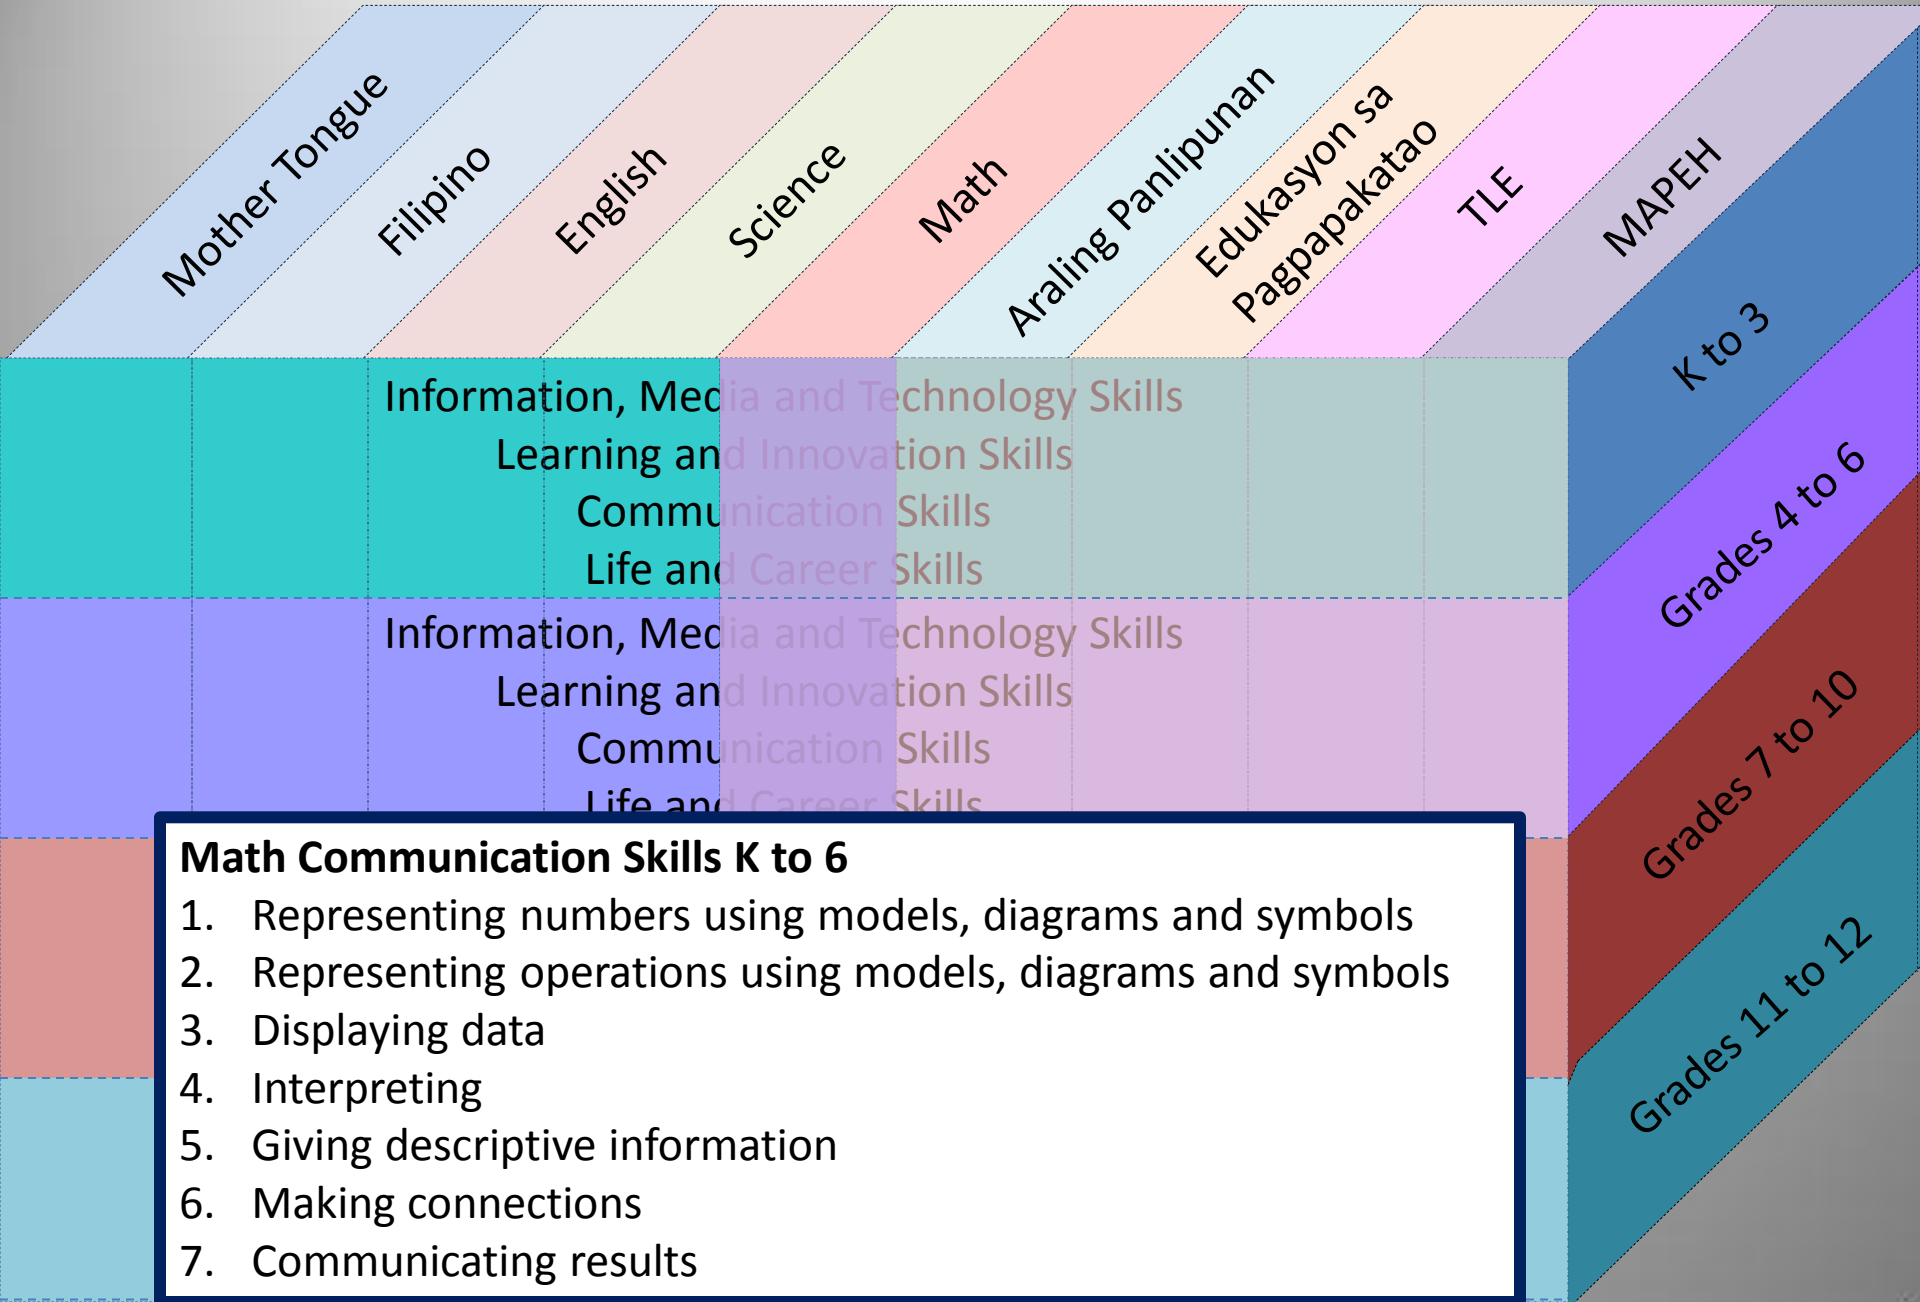 Mother Tongue
Filipino
English
Science
Math
Araling Panlipunan
Edukasyon sa
Pagpapakatao
TLE
MAPEH
K to 3
Grades 4 to 6
Grades 7 to 10
Grades 11 to 12
Information, Media and Technology Skills
Learning and Innovation Skills
Communication Skills
Life and Career Skills
Information, Media and Technology Skills
Learning and Innovation Skills
Communication Skills
Life and Career Skills
Math Communication Skills K to 6
1. Representing numbers using models, diagrams and symbols
2. Representing operations using models, diagrams and symbols
3. Displaying data
4. Interpreting
5. Giving descriptive information
6. Making connections
7. Communicating results